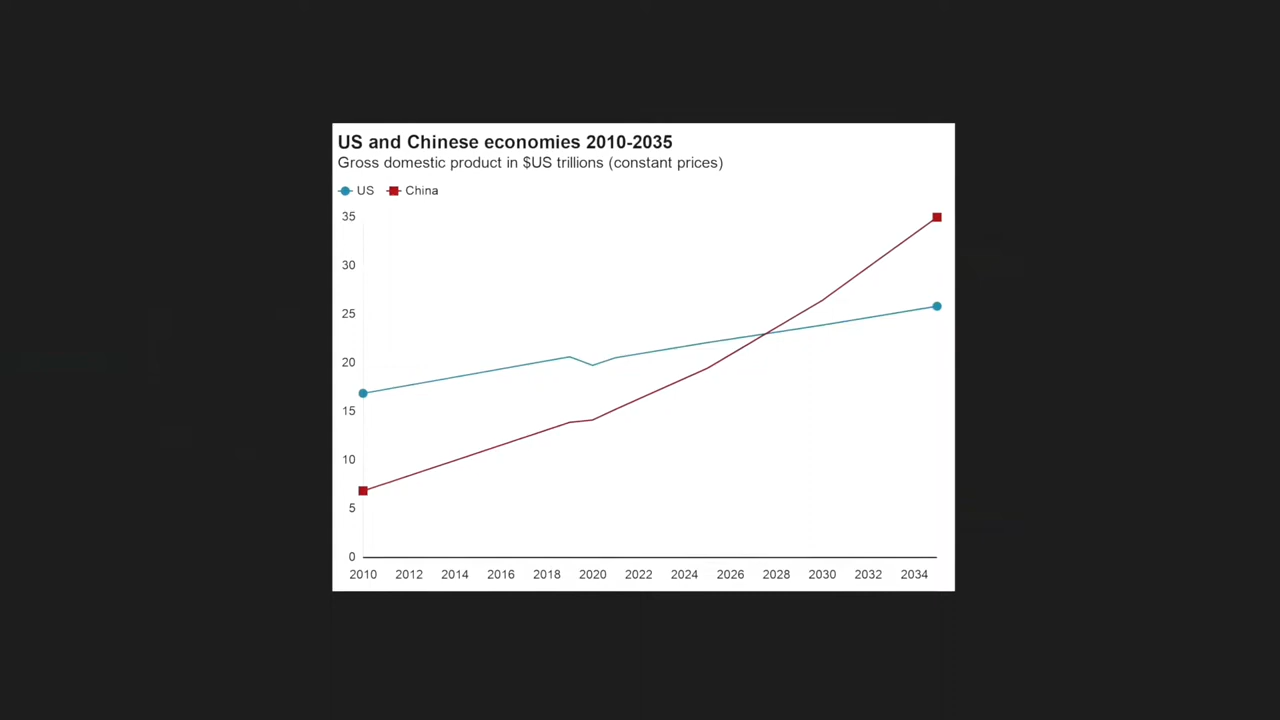 US and Chinese economies 2010-2035
Gross domestic product in $US trillions (constant prices)
US China
35
30
25
20
15
10
5
0
2010 2012 2014 2016 2018 2020 2022 2024 2026 2028 2030 2032 2034